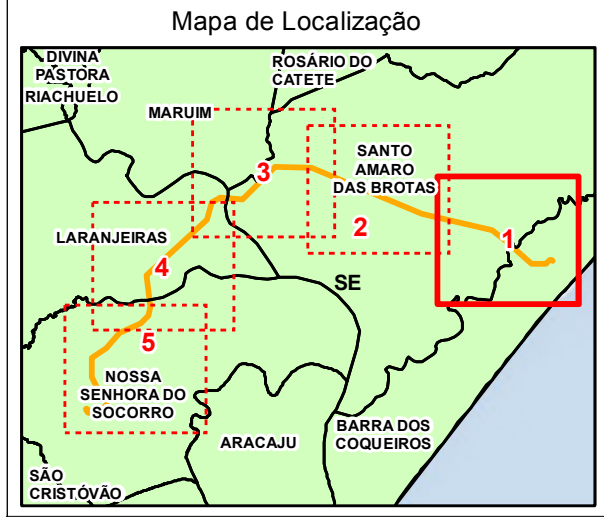 Mapa de Localização
DIVINA
PASTORA
ROSÁRIO DO
CATETE
RIACHUELO
MARUIM
SANTO
AMARO
DAS BROTAS
3
2
1
LARANJEIRAS
4
SE
5
NOSSA
SENHORA DO
SOCORRO
BARRA DOS
COQUEIROS
ARACAJU
SÃO
CRISTÓVÃO